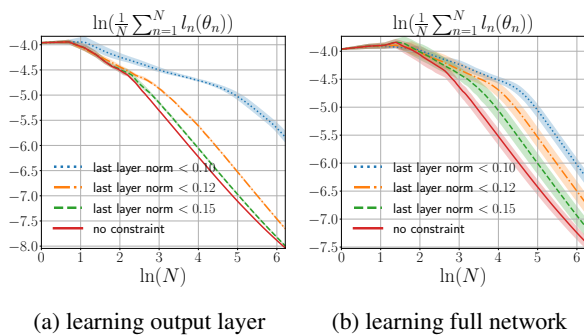 ln(1/N ∑_{n=1}^{N} l_n(θ_n))
−4.0
−4.5
−5.0
−5.5
−6.0
−6.5
−7.0
−7.5
−8.0
last layer norm < 0.10
last layer norm < 0.12
last layer norm < 0.15
no constraint
0 1 2 3 4 5 6
ln(N)
(a) learning output layer
ln(1/N ∑_{n=1}^{N} l_n(θ_n))
−4.0
−4.5
−5.0
−5.5
−6.0
−6.5
−7.0
−7.5
last layer norm < 0.10
last layer norm < 0.12
last layer norm < 0.15
no constraint
0 1 2 3 4 5 6
ln(N)
(b) learning full network